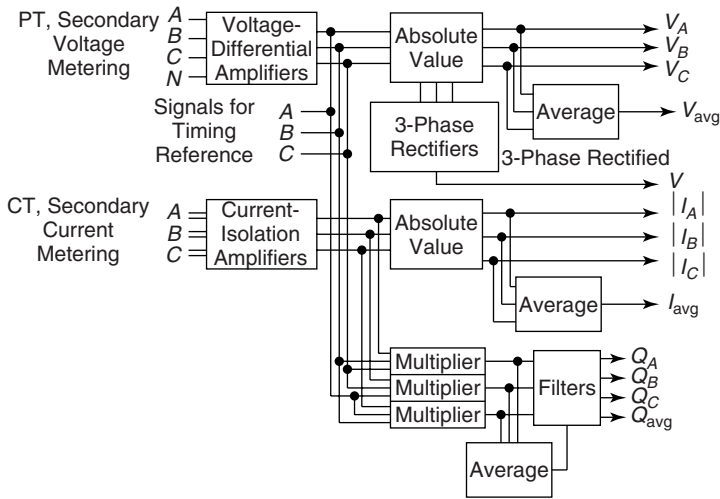 PT, Secondary
Voltage
Metering
A
B
C
N
Voltage-
Differential
Amplifiers
Absolute
Value
V_A
V_B
V_C
Average
V_avg
Signals for
Timing
Reference
A
B
C
3-Phase
Rectifiers
3-Phase Rectified
V
CT, Secondary
Current
Metering
A
B
C
Current-
Isolation
Amplifiers
Absolute
Value
|I_A|
|I_B|
|I_C|
Average
I_avg
Multiplier
Multiplier
Multiplier
Filters
Q_A
Q_B
Q_C
Q_avg
Average